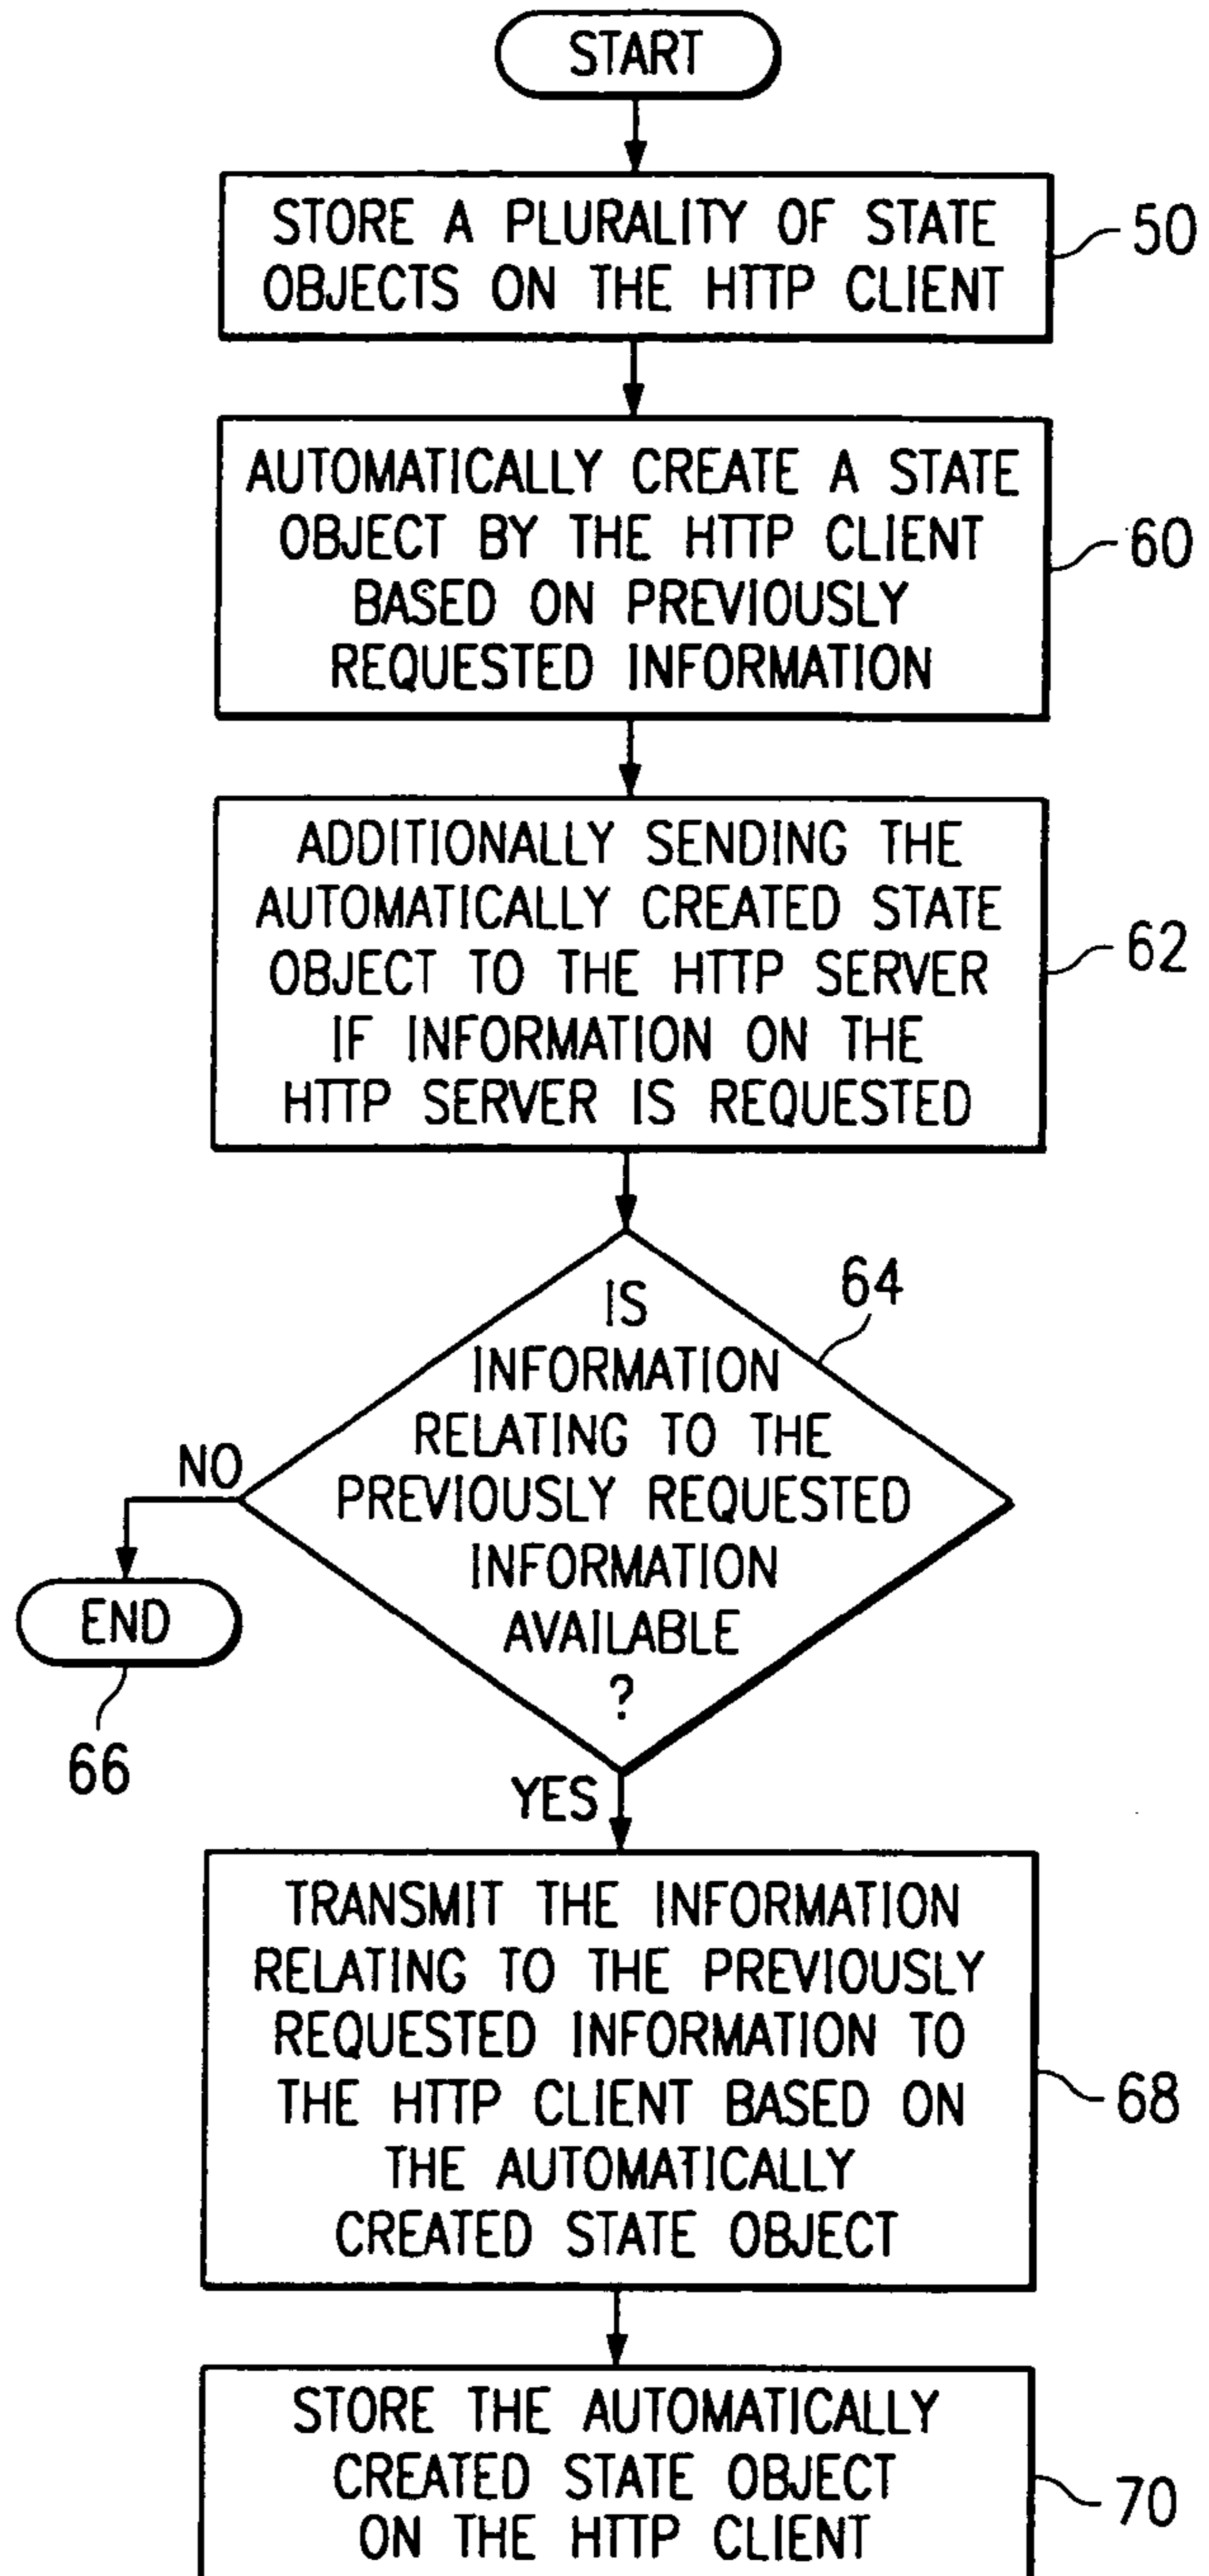 START
STORE A PLURALITY OF STATE
OBJECTS ON THE HTTP CLIENT
50
AUTOMATICALLY CREATE A STATE
OBJECT BY THE HTTP CLIENT
BASED ON PREVIOUSLY
REQUESTED INFORMATION
60
ADDITIONALLY SENDING THE
AUTOMATICALLY CREATED STATE
OBJECT TO THE HTTP SERVER
IF INFORMATION ON THE
HTTP SERVER IS REQUESTED
62
IS
INFORMATION
RELATING TO THE
PREVIOUSLY REQUESTED
INFORMATION
AVAILABLE
?
64
NO
END
66
YES
TRANSMIT THE INFORMATION
RELATING TO THE PREVIOUSLY
REQUESTED INFORMATION TO
THE HTTP CLIENT BASED ON
THE AUTOMATICALLY
CREATED STATE OBJECT
68
STORE THE AUTOMATICALLY
CREATED STATE OBJECT
ON THE HTTP CLIENT
70